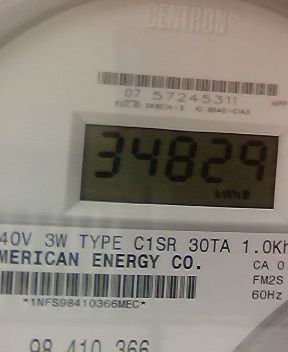 CENTRON®
07 57245311
34829
kWh
40V 3W TYPE C1SR 30TA 1.0Kh
MERICAN ENERGY CO.
CA 0
FM2S
60Hz
*1NFS98410366MEC*
98 410 366